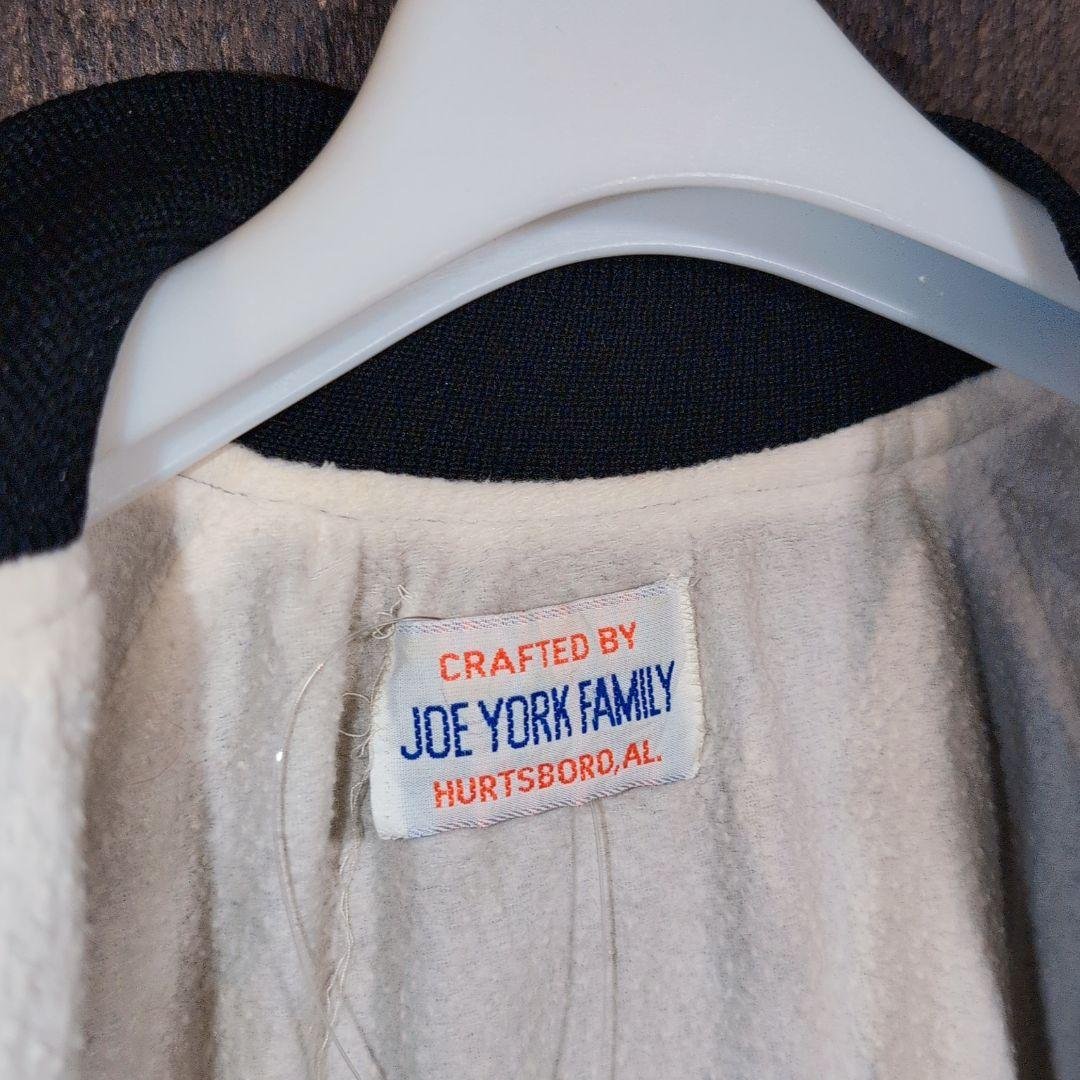 CRAFTED BY
JOE YORK FAMILY
HURTSBORO, AL.